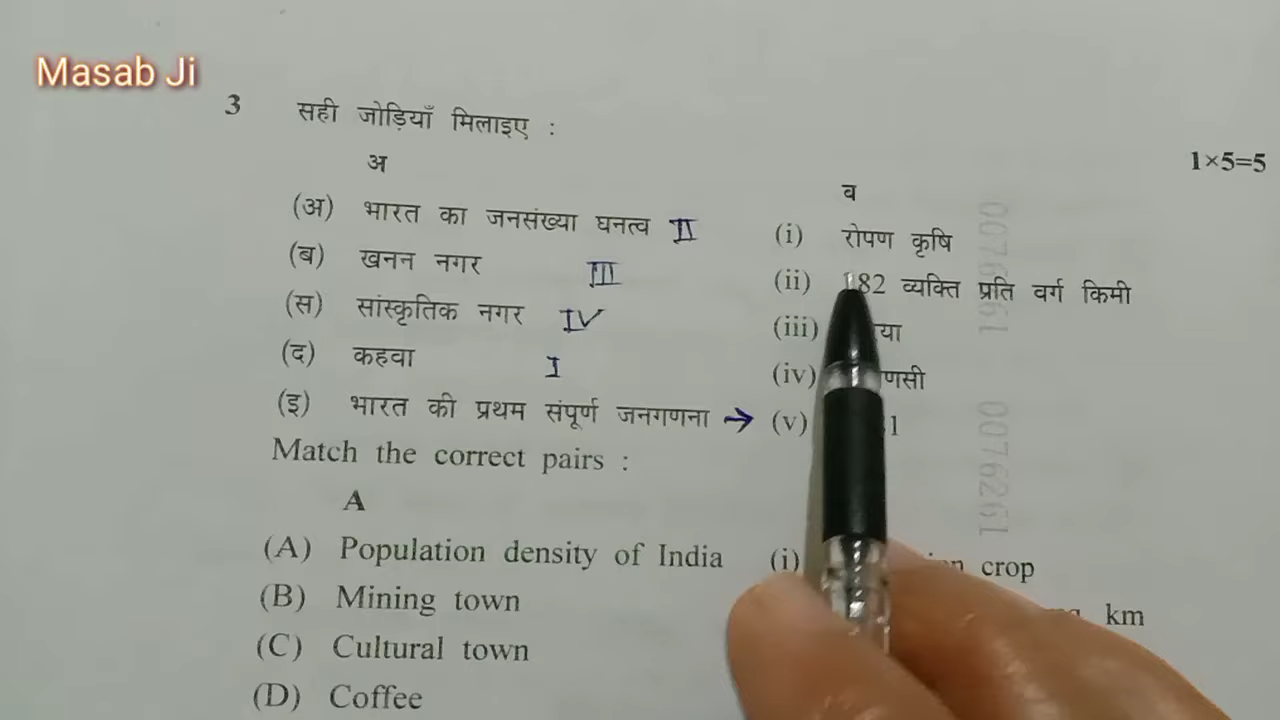 Masab Ji
3 सही जोड़ियाँ मिलाइए :
1×5=5
अ
ब
(अ) भारत का जनसंख्या घनत्व II (i) रोपण कृषि
(ब) खनन नगर III (ii) 82 व्यक्ति प्रति वर्ग किमी
(स) सांस्कृतिक नगर IV (iii)
(द) कहवा I (iv)
(इ) भारत की प्रथम संपूर्ण जनगणना → (v)
Match the correct pairs :
A
(A) Population density of India (i) crop
(B) Mining town km
(C) Cultural town
(D) Coffee
0076261